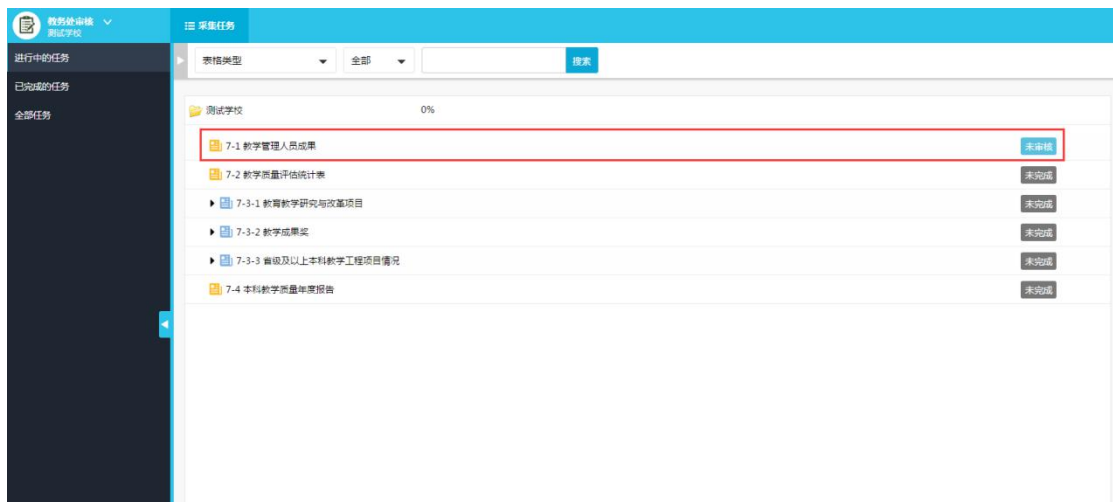 教务处审核
测试学校
采集任务
进行中的任务
已完成的任务
全部任务
表格类型
全部
搜索
测试学校 0%
7-1 教学管理人员成果 未审核
7-2 教学质量评估统计表 未完成
7-3-1 教育教学研究与改革项目 未完成
7-3-2 教学成果奖 未完成
7-3-3 省级及以上本科教学工程项目情况 未完成
7-4 本科教学质量年度报告 未完成